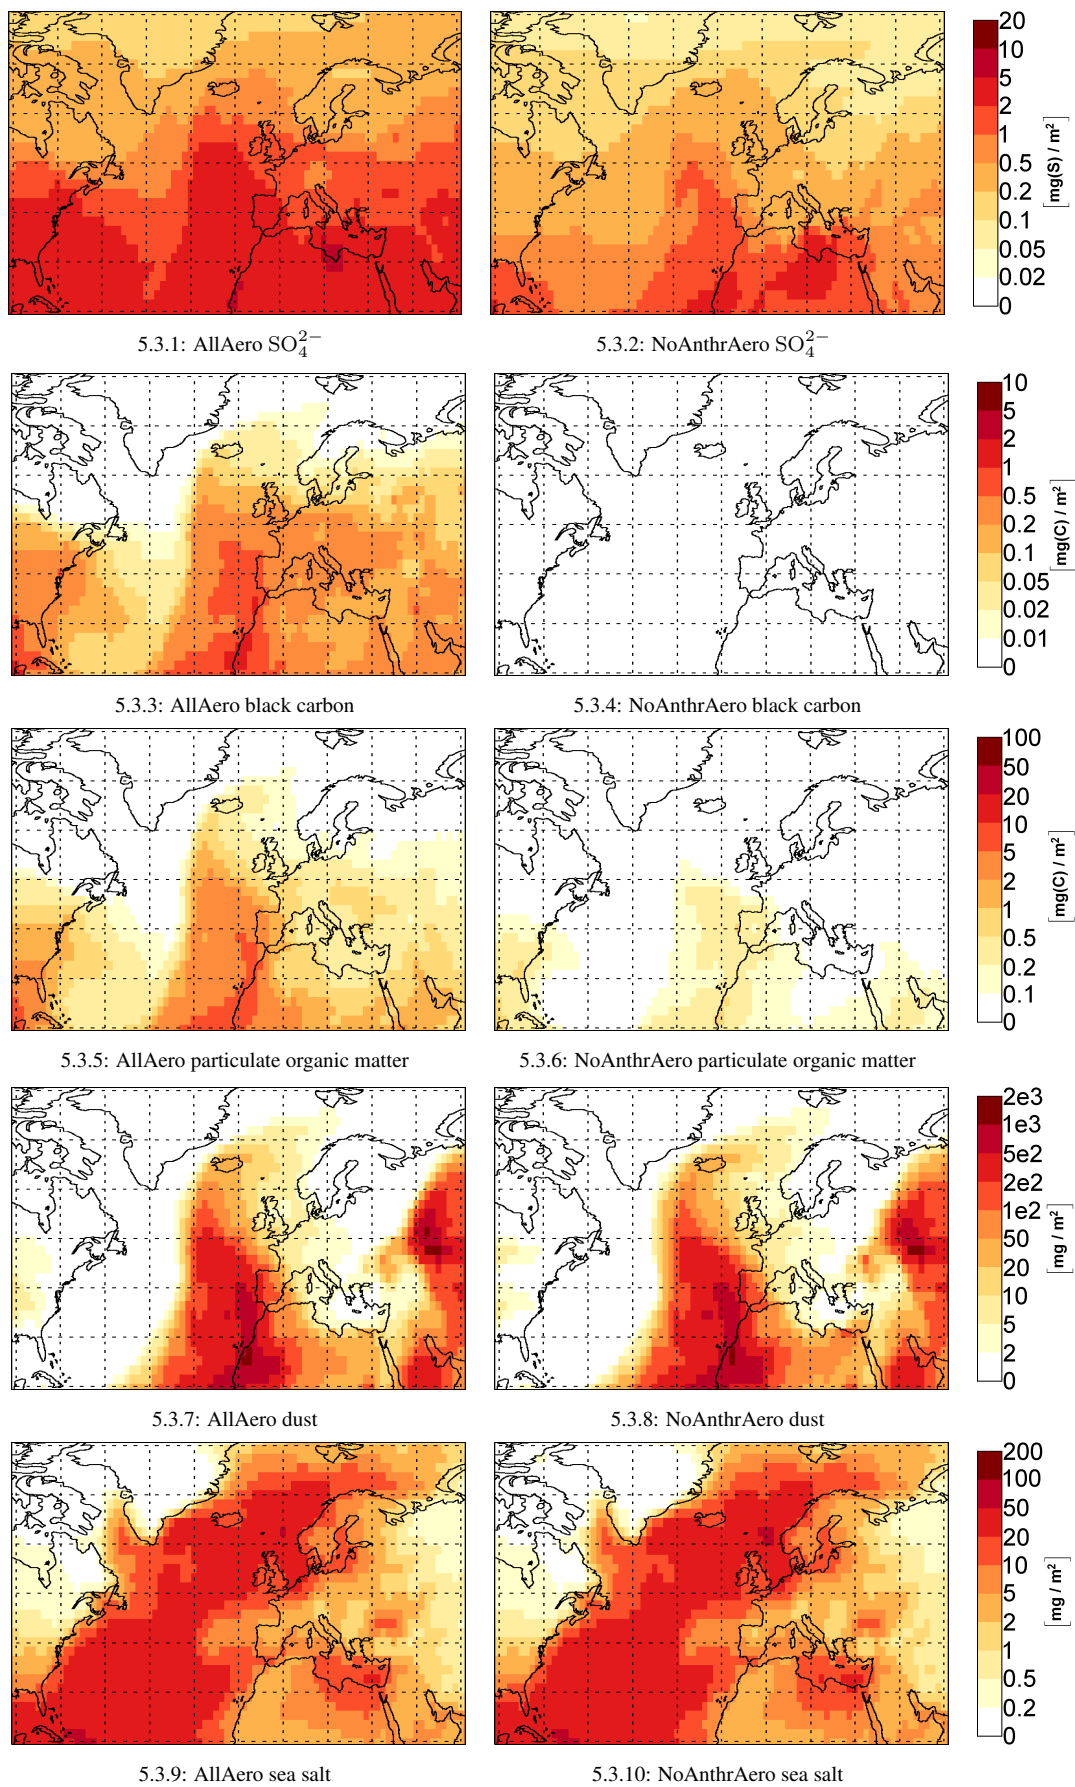 20
10
5
2
1
0.5
0.2
0.1
0.05
0.02
0
[mg(S) / m²]
5.3.1: AllAero SO₄²⁻
5.3.2: NoAnthrAero SO₄²⁻
10
5
2
1
0.5
0.2
0.1
0.05
0.02
0.01
0
[mg(C) / m²]
5.3.3: AllAero black carbon
5.3.4: NoAnthrAero black carbon
100
50
20
10
5
2
1
0.5
0.2
0.1
0
[mg(C) / m²]
5.3.5: AllAero particulate organic matter
5.3.6: NoAnthrAero particulate organic matter
2e3
1e3
5e2
2e2
1e2
50
20
10
5
2
0
[mg / m²]
5.3.7: AllAero dust
5.3.8: NoAnthrAero dust
200
100
50
20
10
5
2
1
0.5
0.2
0
[mg / m²]
5.3.9: AllAero sea salt
5.3.10: NoAnthrAero sea salt